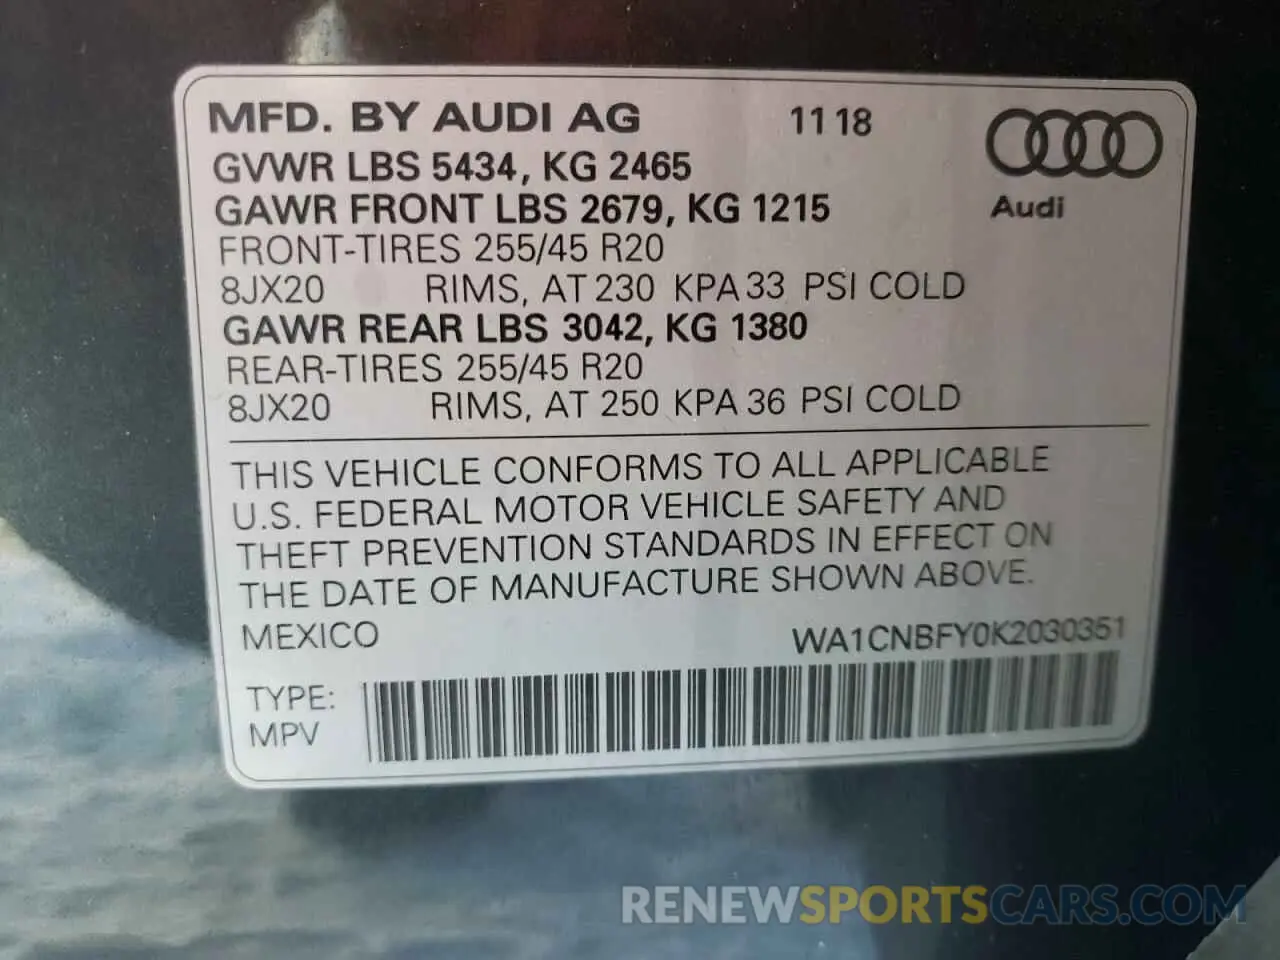 MFD. BY AUDI AG 11 18
GVWR LBS 5434, KG 2465
GAWR FRONT LBS 2679, KG 1215
Audi
FRONT-TIRES 255/45 R20
8JX20 RIMS, AT 230 KPA 33 PSI COLD
GAWR REAR LBS 3042, KG 1380
REAR-TIRES 255/45 R20
8JX20 RIMS, AT 250 KPA 36 PSI COLD
THIS VEHICLE CONFORMS TO ALL APPLICABLE
U.S. FEDERAL MOTOR VEHICLE SAFETY AND
THEFT PREVENTION STANDARDS IN EFFECT ON
THE DATE OF MANUFACTURE SHOWN ABOVE.
MEXICO WA1CNBFY0K2030351
TYPE:
MPV
RENEWSPORTSCARS.COM